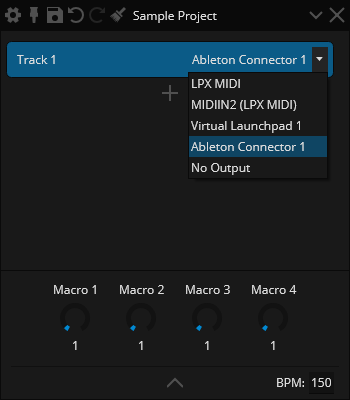 Sample Project
Track 1 Ableton Connector 1
LPX MIDI
MIDIIN2 (LPX MIDI)
Virtual Launchpad 1
Ableton Connector 1
No Output
Macro 1 Macro 2 Macro 3 Macro 4
1 1 1 1
BPM: 150